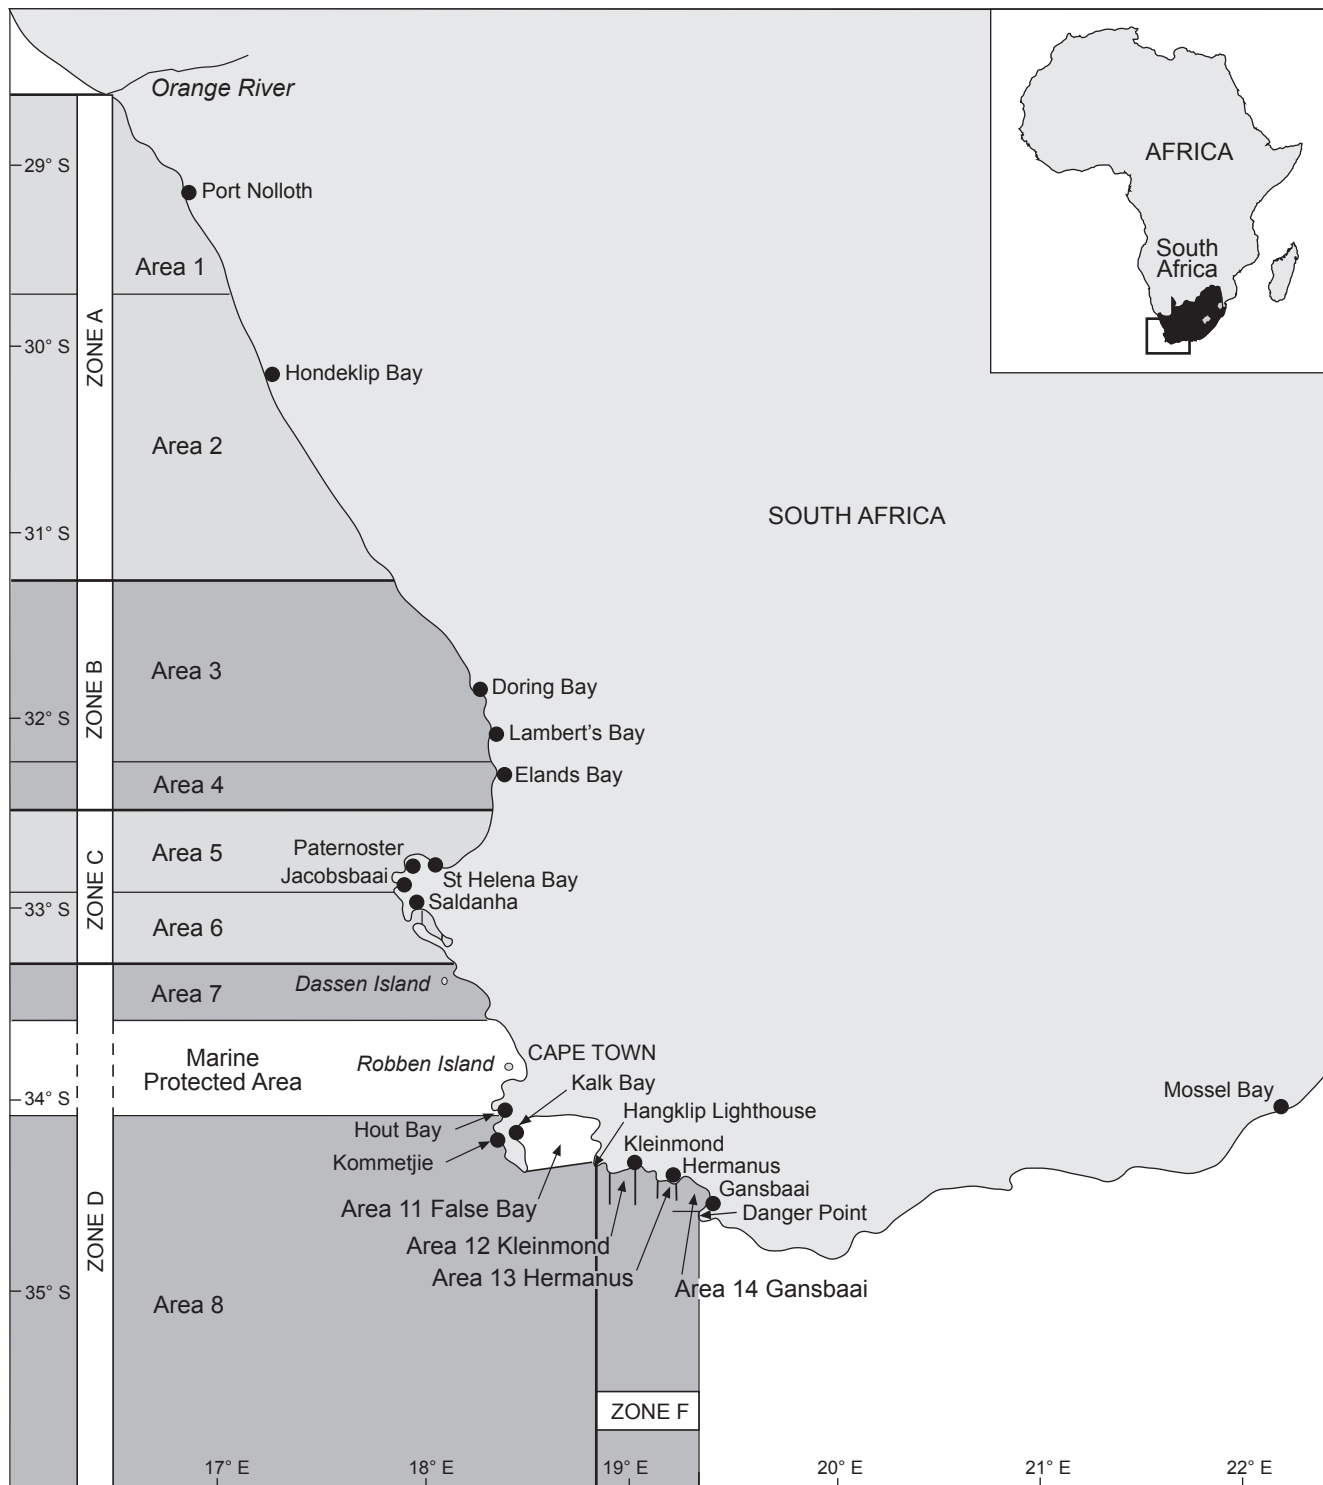 Orange River
AFRICA
29° S
Port Nolloth
South
Africa
Area 1
ZONE A
30° S
Hondeklip Bay
Area 2
SOUTH AFRICA
31° S
ZONE B
Area 3
Doring Bay
32° S
Lambert's Bay
Elands Bay
Area 4
ZONE C
Area 5
Paternoster
Jacobsbaai
St Helena Bay
Saldanha
33° S
Area 6
Dassen Island
Area 7
Marine
Protected Area
Robben Island
CAPE TOWN
Kalk Bay
34° S
Mossel Bay
Hangklip Lighthouse
Hout Bay
Kleinmond
Kommetjie
Hermanus
Gansbaai
ZONE D
Area 11 False Bay
Danger Point
Area 12 Kleinmond
Area 13 Hermanus
Area 14 Gansbaai
35° S
Area 8
ZONE F
17° E
18° E
19° E
20° E
21° E
22° E